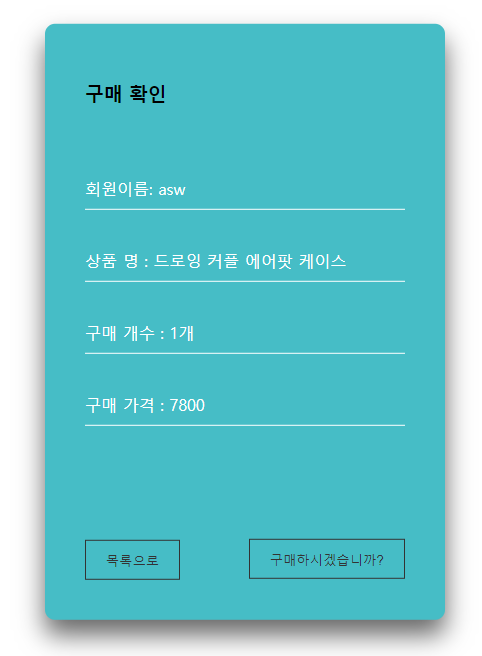 구매 확인
회원이름: asw
상품 명 : 드로잉 커플 에어팟 케이스
구매 개수 : 1개
구매 가격 : 7800
목록으로
구매하시겠습니까?